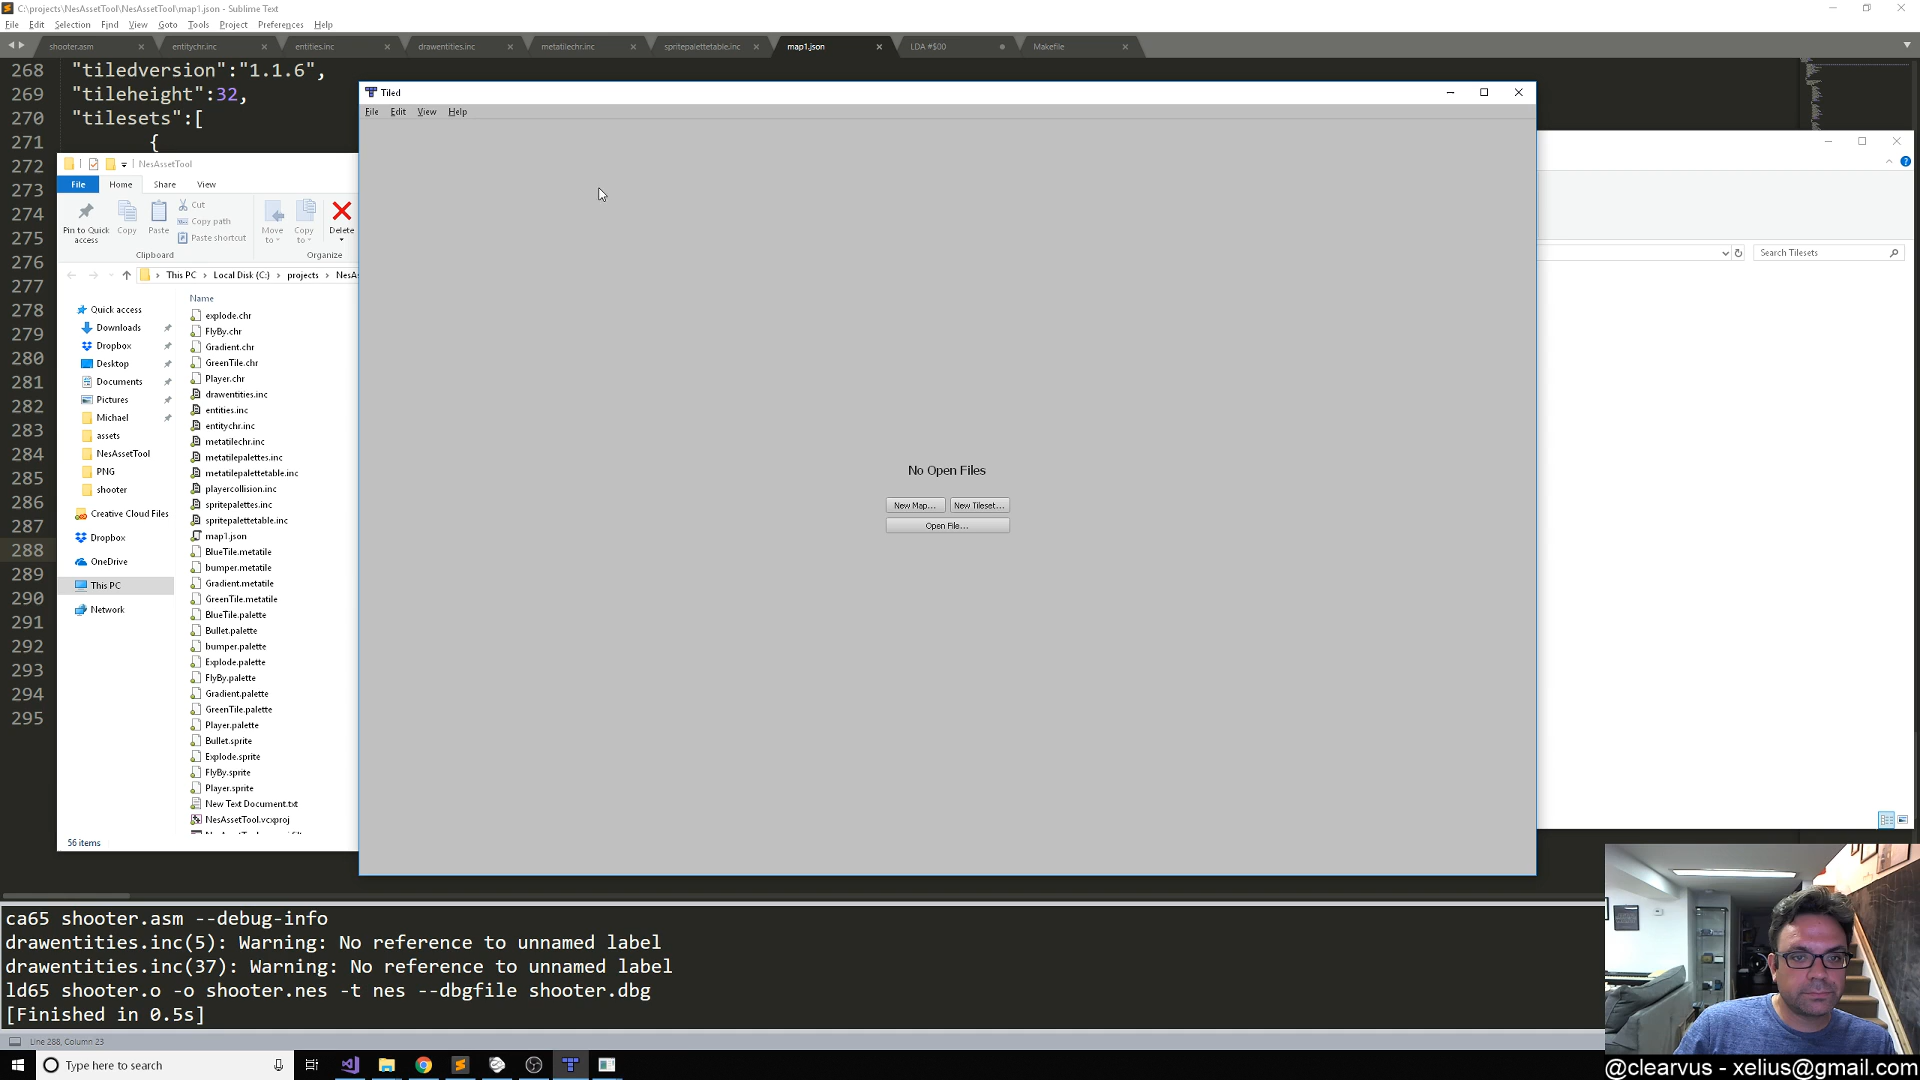 C:\projects\NesAssetTool\NesAssetTool\map1.json - Sublime Text
File Edit Selection Find View Goto Tools Project Preferences Help
shooter.asm entitychr.inc entities.inc drawentities.inc metatilechr.inc spritepalettetable.inc map1.json LDA #$00 Makefile
268 "tiledversion":"1.1.6",
269 "tileheight":32,
270 "tilesets":[
271 {
272
273
274
275
276
277
278
279
280
281
282
283
284
285
286
287
288
289
290
291
292
293
294
295
Tiled
File Edit View Help
No Open Files
New Map... New Tileset...
Open File...
NesAssetTool
File Home Share View
Pin to Quick access
Copy
Paste
Cut
Copy path
Paste shortcut
Move to
Copy to
Delete
Clipboard
Organize
This PC > Local Disk (C:) > projects >
Search Tilesets
Quick access
Downloads
Dropbox
Desktop
Documents
Pictures
Michael
assets
NesAssetTool
PNG
shooter
Creative Cloud Files
Dropbox
OneDrive
This PC
Network
Name
explode.chr
FlyBy.chr
Gradient.chr
GreenTile.chr
Player.chr
drawentities.inc
entities.inc
entitychr.inc
metatilechr.inc
metatilepalettes.inc
metatilepalettetable.inc
playercollision.inc
spritepalettes.inc
spritepalettetable.inc
map1.json
BlueTile.metatile
bumper.metatile
Gradient.metatile
GreenTile.metatile
BlueTile.palette
Bullet.palette
bumper.palette
Explode.palette
FlyBy.palette
Gradient.palette
GreenTile.palette
Player.palette
Bullet.sprite
Explode.sprite
FlyBy.sprite
Player.sprite
New Text Document.txt
NesAssetTool.vcxproj
56 items
ca65 shooter.asm --debug-info
drawentities.inc(5): Warning: No reference to unnamed label
drawentities.inc(37): Warning: No reference to unnamed label
ld65 shooter.o -o shooter.nes -t nes --dbgfile shooter.dbg
[Finished in 0.5s]
Line 288, Column 23
Type here to search
@clearvus - xelius@gmail.com